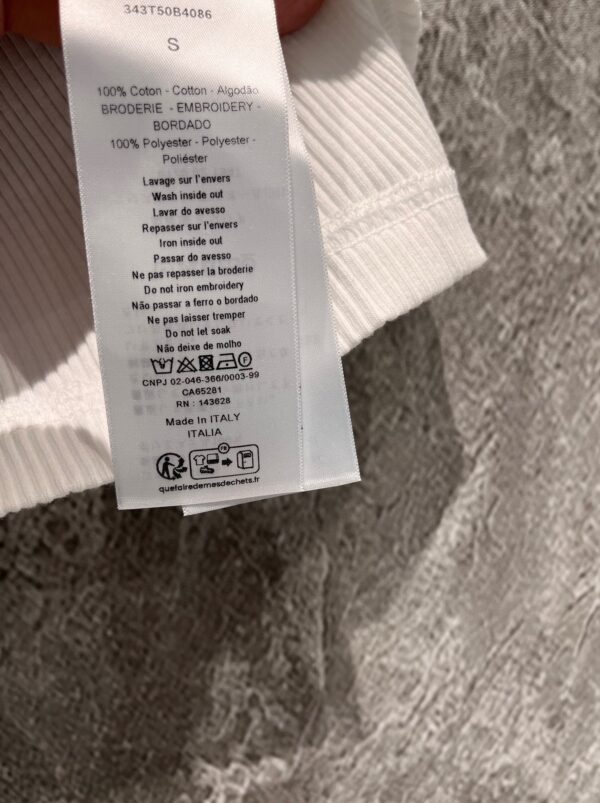 343T50B4086
S
100% Coton - Cotton - Algodão
BRODERIE - EMBROIDERY -
BORDADO
100% Polyester - Polyester -
Poliéster
Lavage sur l'envers
Wash inside out
Lavar do avesso
Repasser sur l'envers
Iron inside out
Passar do avesso
Ne pas repasser la broderie
Do not iron embroidery
Não passar a ferro o bordado
Ne pas laisser tremper
Do not let soak
Não deixe de molho
F
CNPJ 02-046-366/0003-99
CA65281
RN : 143628
Made in ITALY
ITALIA
FR
quefairedemesdechets.fr